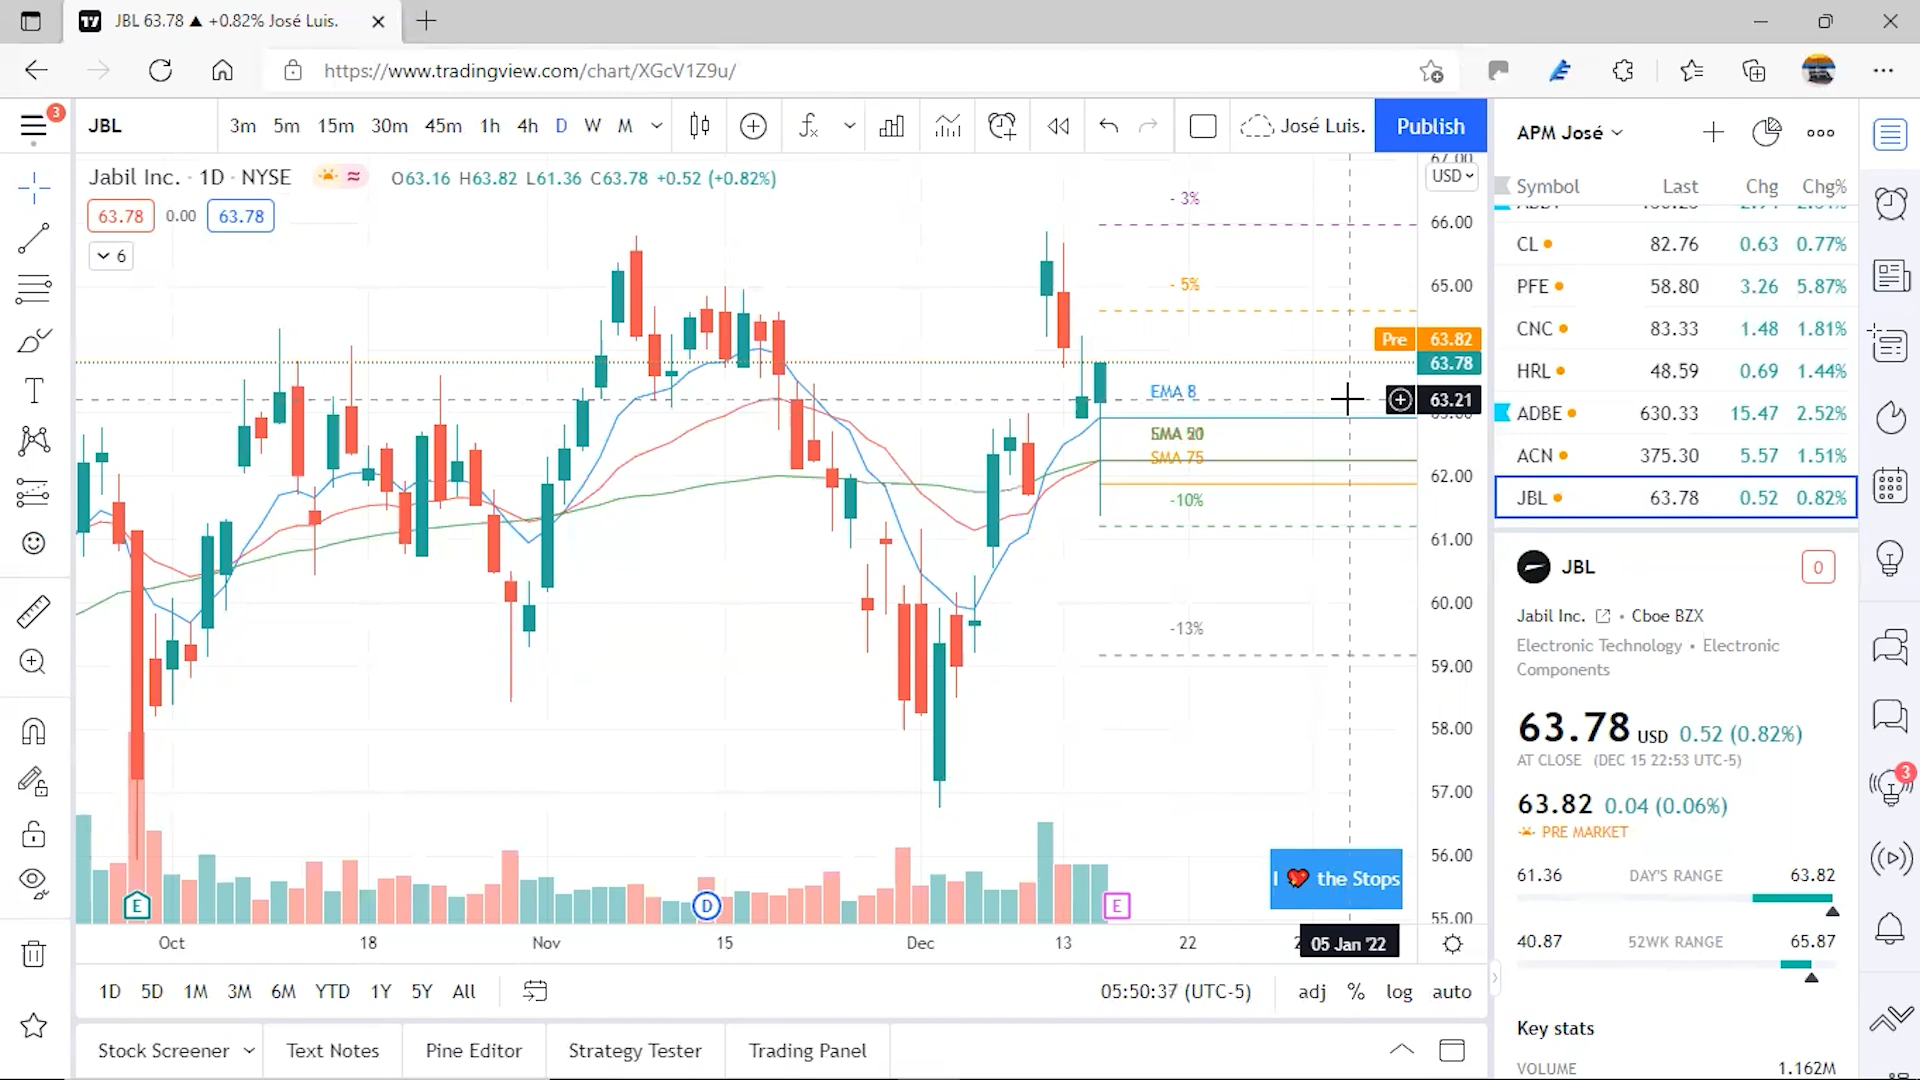 JBL 63.78 ▲ +0.82% José Luis.
https://www.tradingview.com/chart/XGcV1Z9u/
3
JBL
3m 5m 15m 30m 45m 1h 4h D W M
José Luis.
Publish
Jabil Inc. · 1D · NYSE
O63.16 H63.82 L61.36 C63.78 +0.52 (+0.82%)
63.78 0.00 63.78
6
USD
- 3%
- 5%
EMA 8
SMA 75
-10%
-13%
67.00
66.00
65.00
Pre 63.82
63.78
63.21
63.00
62.00
61.00
60.00
59.00
58.00
57.00
56.00
55.00
I ❤ the Stops
E
D
E
Oct 18 Nov 15 Dec 13 22
05 Jan '22
1D 5D 1M 3M 6M YTD 1Y 5Y All
05:50:37 (UTC-5)
adj % log auto
Stock Screener
Text Notes
Pine Editor
Strategy Tester
Trading Panel
APM José
Symbol Last Chg Chg%
CL 82.76 0.63 0.77%
PFE 58.80 3.26 5.87%
CNC 83.33 1.48 1.81%
HRL 48.59 0.69 1.44%
ADBE 630.33 15.47 2.52%
ACN 375.30 5.57 1.51%
JBL 63.78 0.52 0.82%
JBL
0
Jabil Inc. • Cboe BZX
Electronic Technology • Electronic
Components
63.78 USD 0.52 (0.82%)
AT CLOSE (DEC 15 22:53 UTC-5)
63.82 0.04 (0.06%)
PRE MARKET
61.36 DAY'S RANGE 63.82
40.87 52WK RANGE 65.87
Key stats
VOLUME 1.162M
3